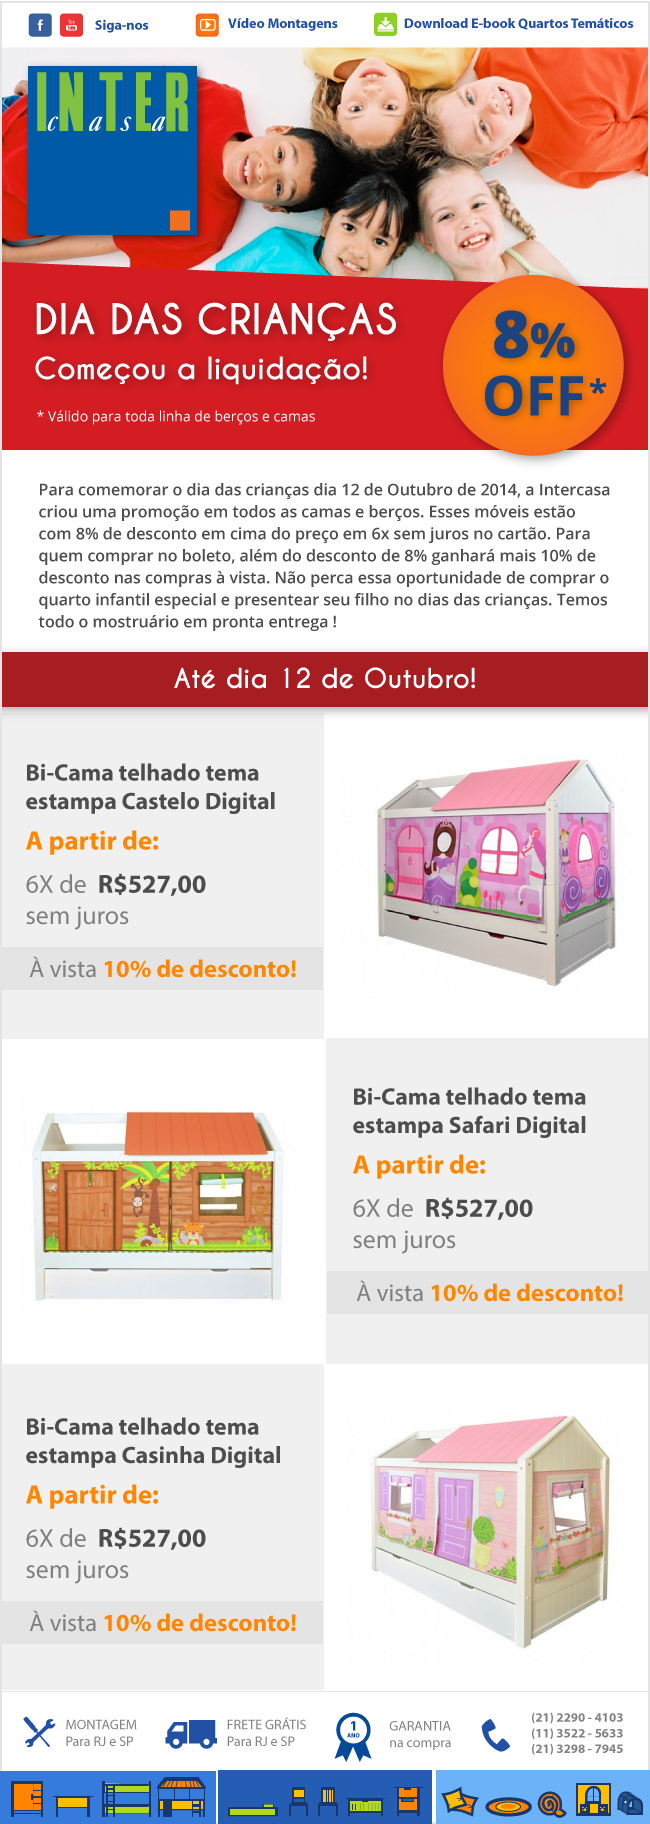 Siga-nos
Vídeo Montagens
Download E-book Quartos Temáticos
INTER
casa
DIA DAS CRIANÇAS
Começou a liquidação!
* Válido para toda linha de berços e camas
8%
OFF*
Para comemorar o dia das crianças dia 12 de Outubro de 2014, a Intercasa
criou uma promoção em todos as camas e berços. Esses móveis estão
com 8% de desconto em cima do preço em 6x sem juros no cartão. Para
quem comprar no boleto, além do desconto de 8% ganhará mais 10% de
desconto nas compras à vista. Não perca essa oportunidade de comprar o
quarto infantil especial e presentear seu filho no dias das crianças. Temos
todo o mostruário em pronta entrega !
Até dia 12 de Outubro!
Bi-Cama telhado tema
estampa Castelo Digital
A partir de:
6X de R$527,00
sem juros
À vista 10% de desconto!
Bi-Cama telhado tema
estampa Safari Digital
A partir de:
6X de R$527,00
sem juros
À vista 10% de desconto!
Bi-Cama telhado tema
estampa Casinha Digital
A partir de:
6X de R$527,00
sem juros
À vista 10% de desconto!
MONTAGEM
Para RJ e SP
FRETE GRÁTIS
Para RJ e SP
1
ANO
GARANTIA
na compra
(21) 2290 - 4103
(11) 3522 - 5633
(21) 3298 - 7945